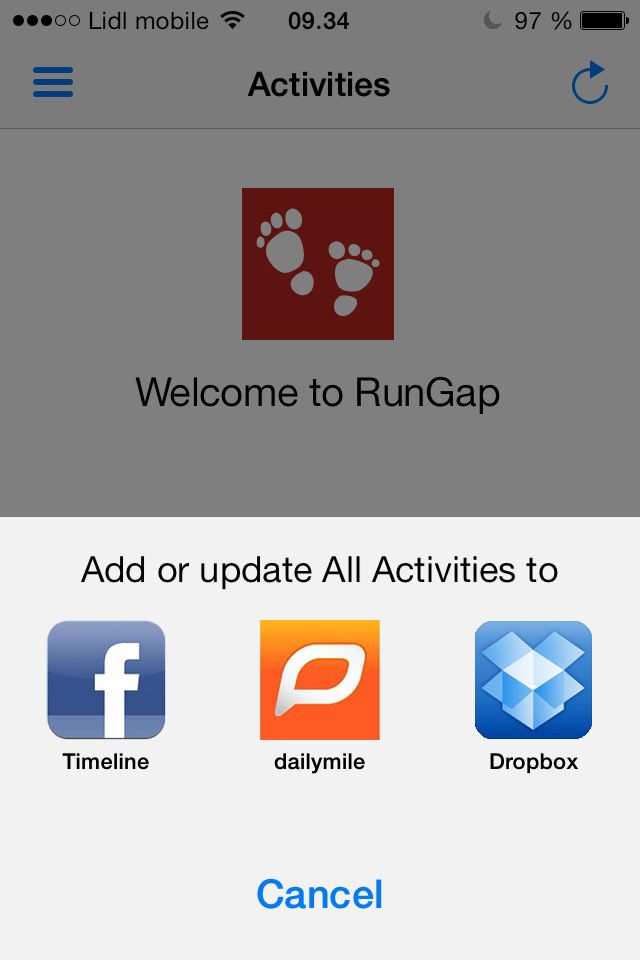 Lidl mobile 09.34 97 %
Activities
Welcome to RunGap
Add or update All Activities to
Timeline dailymile Dropbox
Cancel